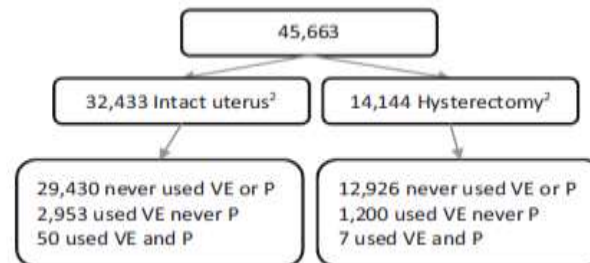 45,663
32,433 Intact uterus²
14,144 Hysterectomy²
29,430 never used VE or P
2,953 used VE never P
50 used VE and P
12,926 never used VE or P
1,200 used VE never P
7 used VE and P